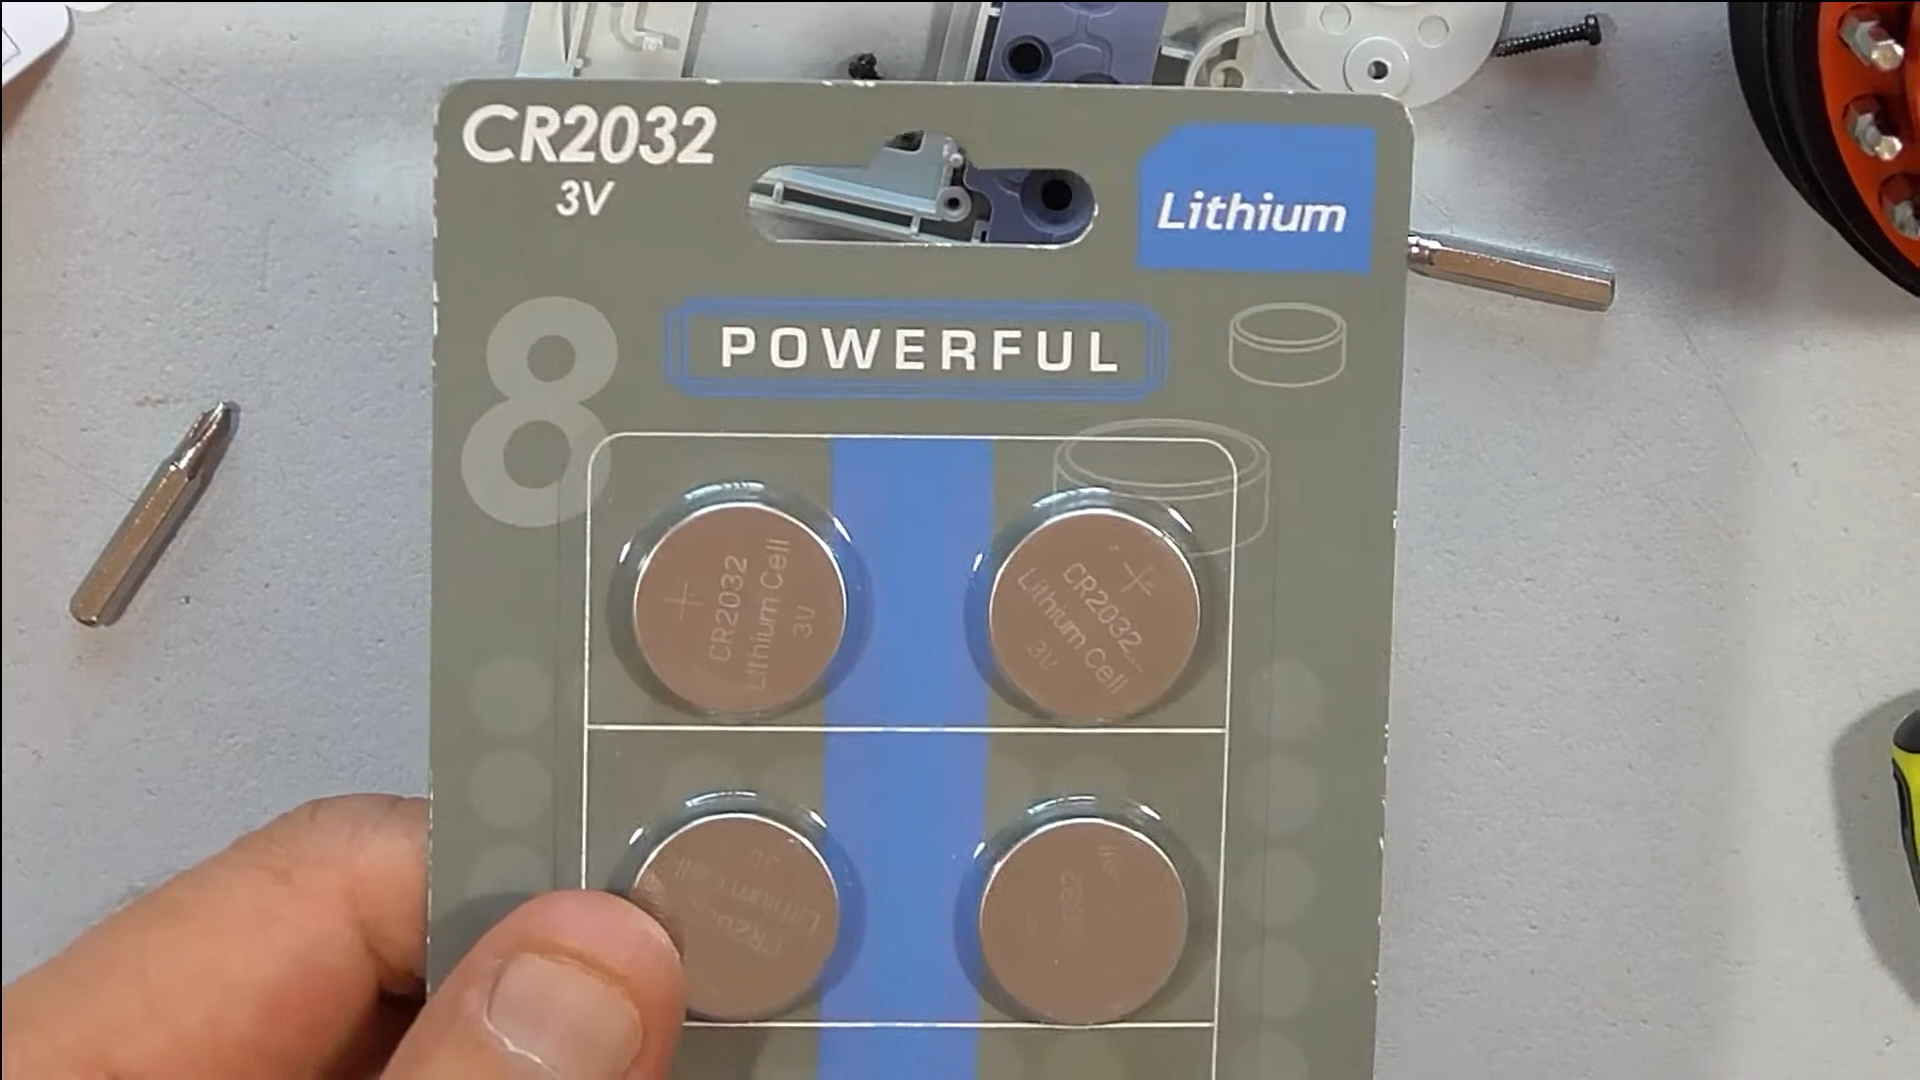 CR2032
3V
Lithium
8
POWERFUL
+
CR2032
Lithium Cell
3V
+
CR2032
Lithium Cell
3V
Lithium Cell